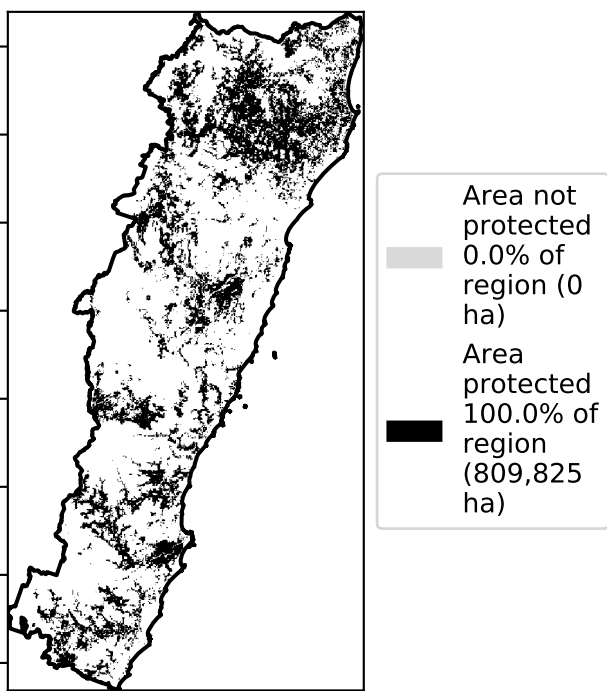 Area not
protected
0.0% of
region (0
ha)
Area
protected
100.0% of
region
(809,825
ha)